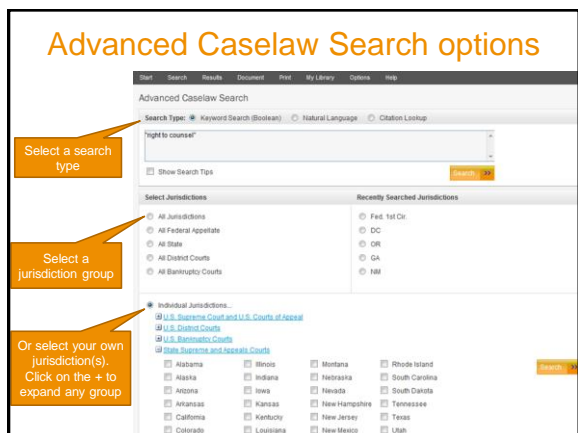 Advanced Caselaw Search options
Start Search Results Document Print My Library Options Help
Advanced Caselaw Search
Search Type: Keyword Search (Boolean) Natural Language Citation Lookup
"right to counsel"
Select a search
type
Show Search Tips
Search >>
Select Jurisdictions Recently Searched Jurisdictions
All Jurisdictions Fed. 1st Cir.
All Federal Appellate DC
All State OR
All District Courts GA
All Bankruptcy Courts NM
Select a
jurisdiction group
Individual Jurisdictions...
U.S. Supreme Court and U.S. Courts of Appeal
U.S. District Courts
U.S. Bankruptcy Courts
State Supreme and Appeals Courts
Or select your own
jurisdiction(s).
Click on the + to
expand any group
Alabama Illinois Montana Rhode Island
Search >>
Alaska Indiana Nebraska South Carolina
Arizona Iowa Nevada South Dakota
Arkansas Kansas New Hampshire Tennessee
California Kentucky New Jersey Texas
Colorado Louisiana New Mexico Utah